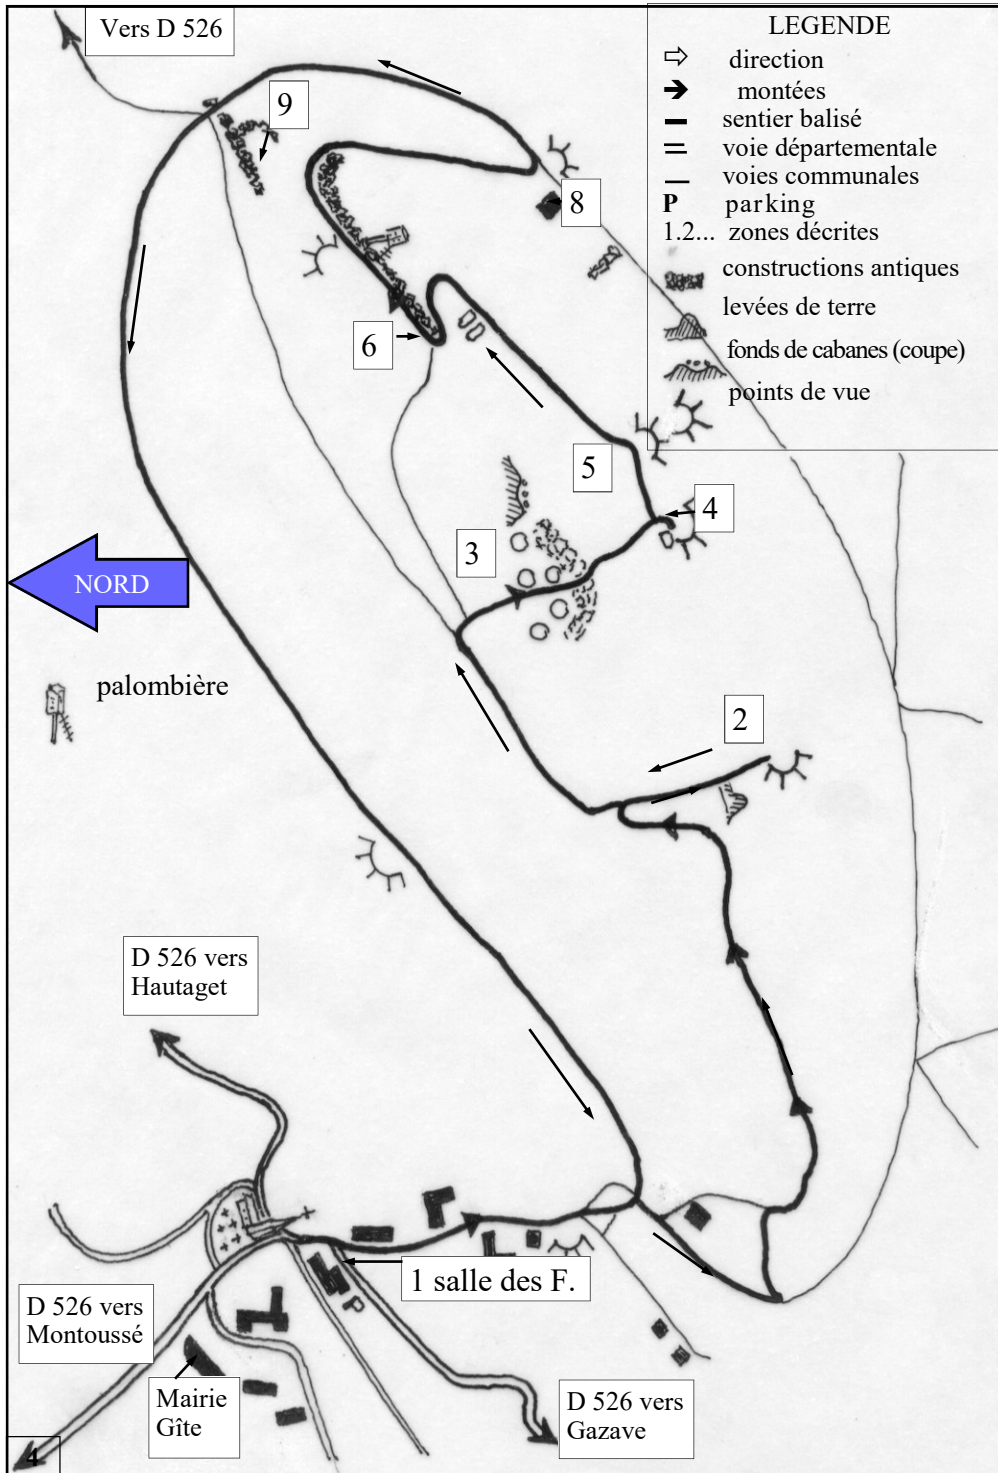 Vers D 526
LEGENDE
direction
montées
sentier balisé
voie départementale
voies communales
P parking
1.2... zones décrites
constructions antiques
levées de terre
fonds de cabanes (coupe)
points de vue
9
8
6
5
4
3
NORD
palombière
2
D 526 vers
Hautaget
1 salle des F.
P
D 526 vers
Montoussé
Mairie
Gîte
D 526 vers
Gazave
4